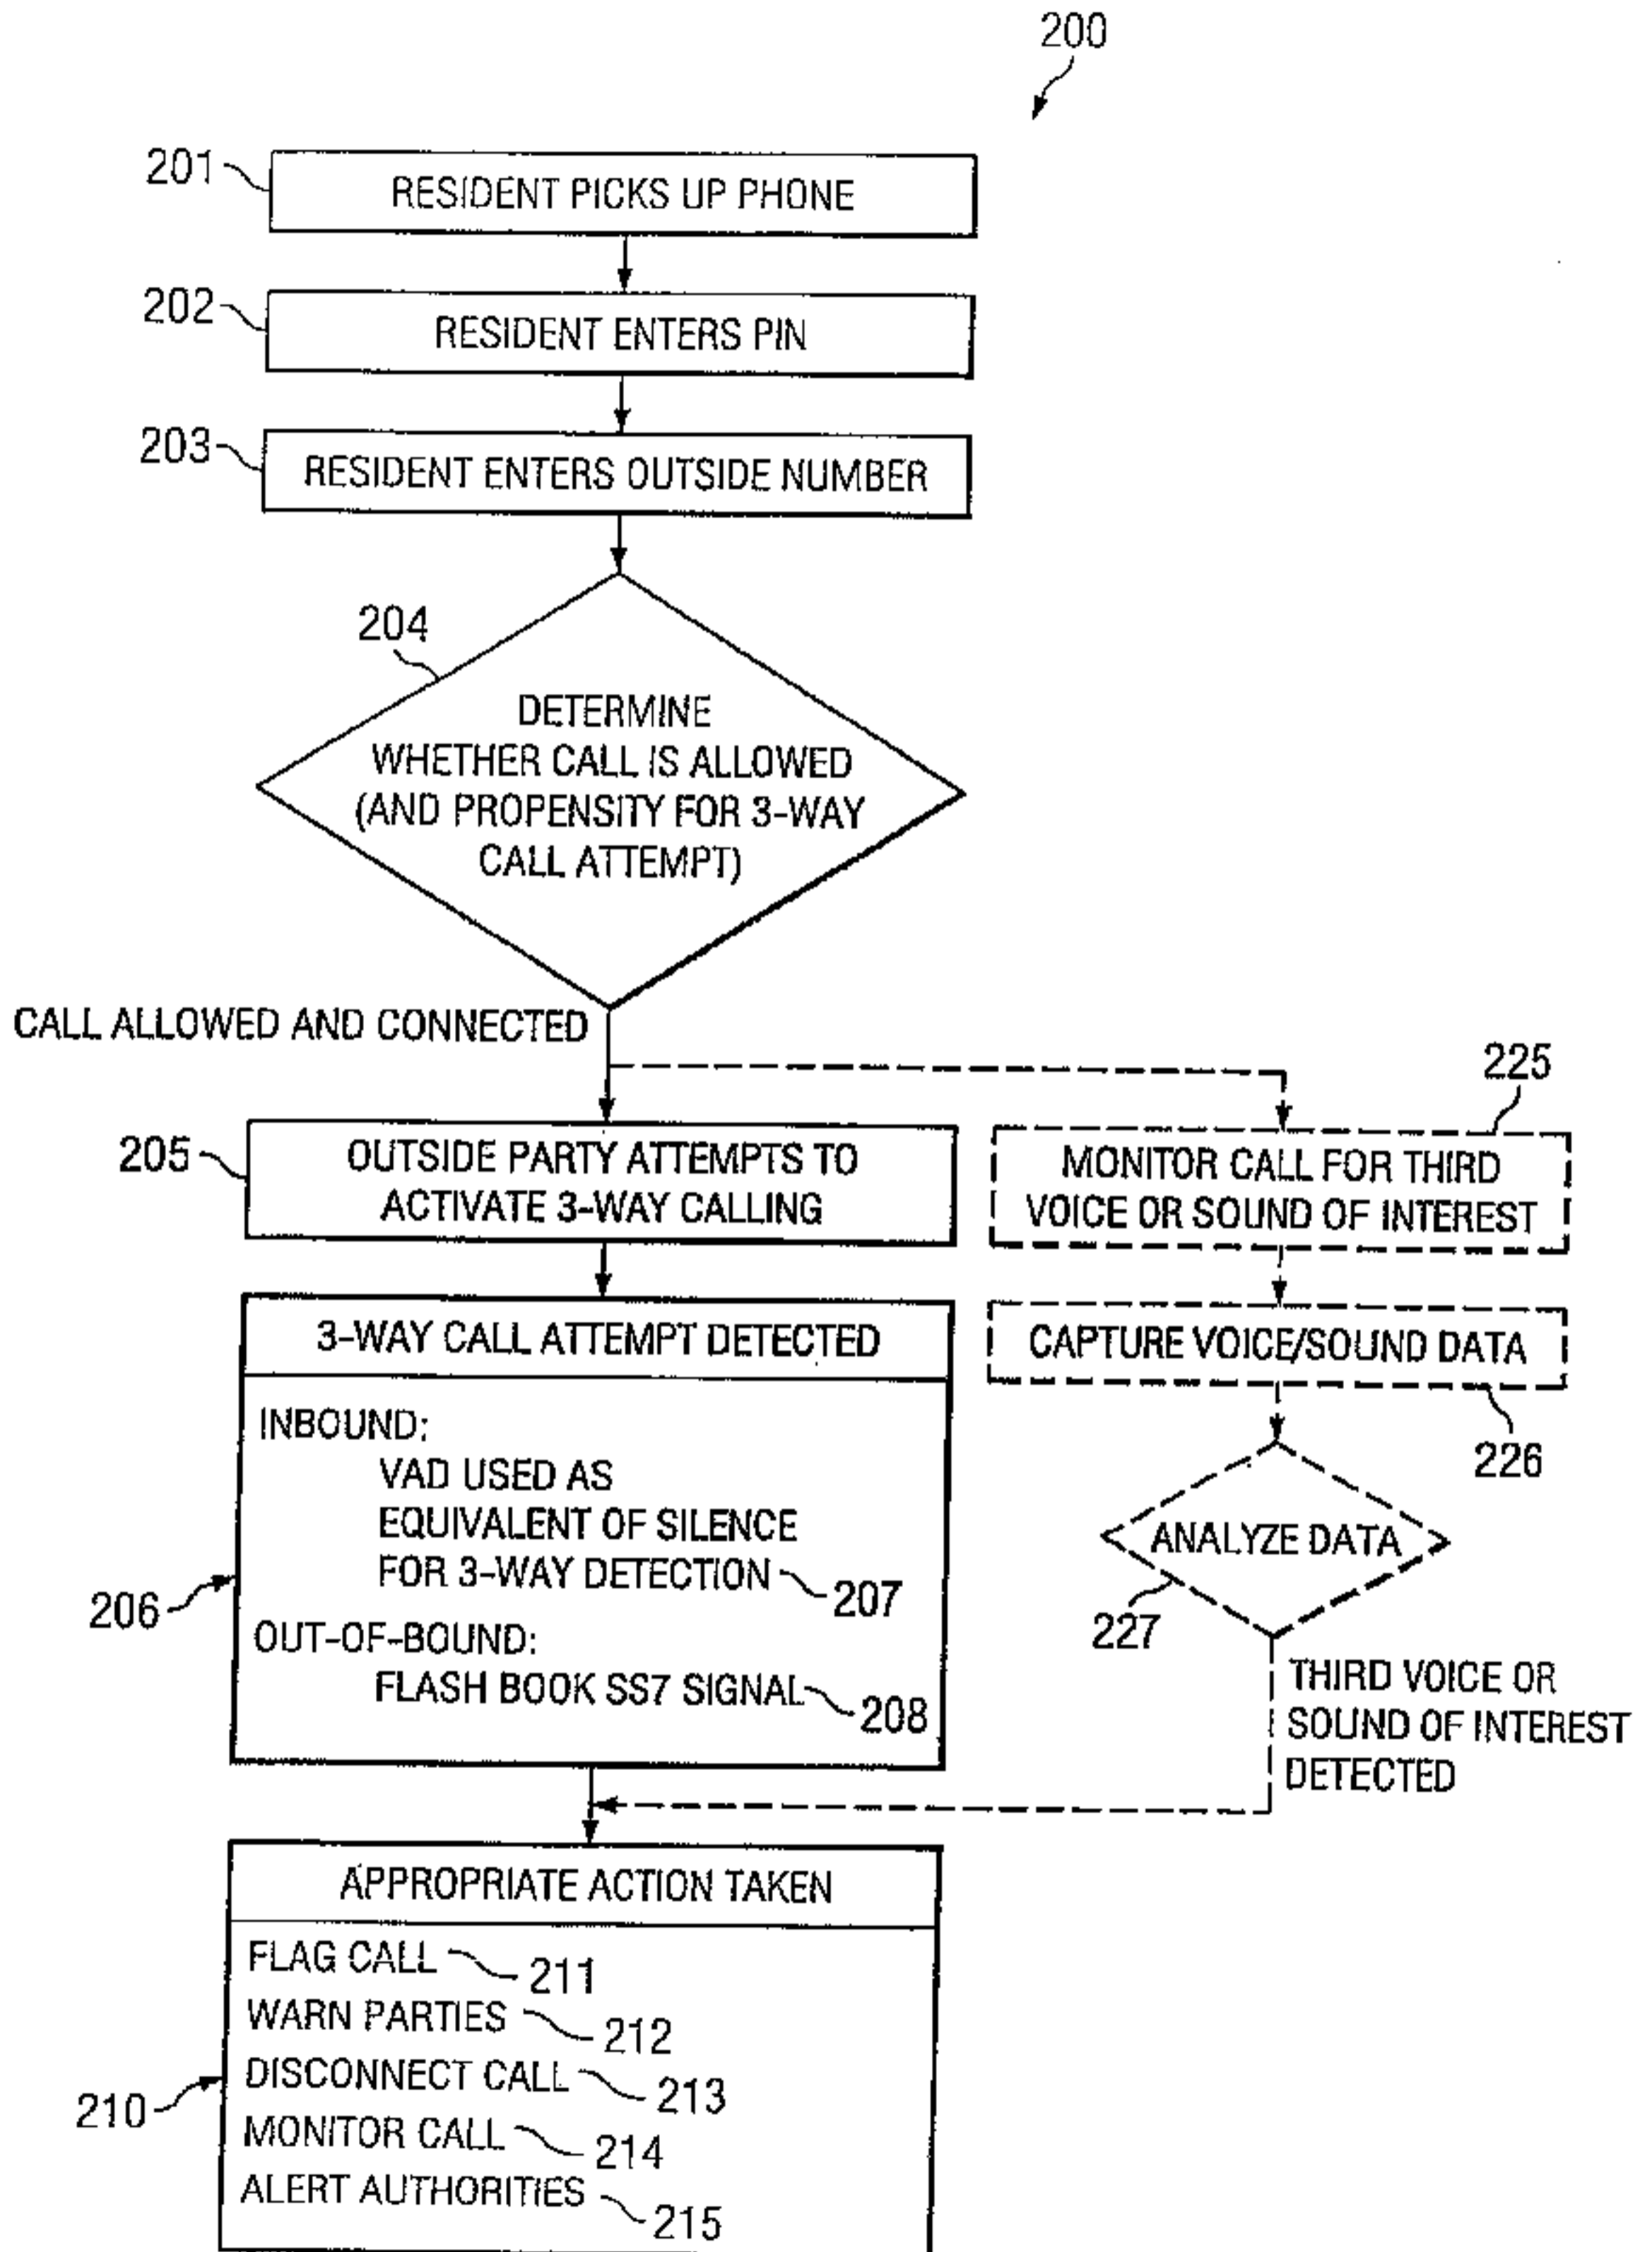 200
201
RESIDENT PICKS UP PHONE
202
RESIDENT ENTERS PIN
203
RESIDENT ENTERS OUTSIDE NUMBER
204
DETERMINE
WHETHER CALL IS ALLOWED
(AND PROPENSITY FOR 3-WAY
CALL ATTEMPT)
CALL ALLOWED AND CONNECTED
205
OUTSIDE PARTY ATTEMPTS TO
ACTIVATE 3-WAY CALLING
225
MONITOR CALL FOR THIRD
VOICE OR SOUND OF INTEREST
3-WAY CALL ATTEMPT DETECTED
CAPTURE VOICE/SOUND DATA
226
INBOUND:
VAD USED AS
EQUIVALENT OF SILENCE
FOR 3-WAY DETECTION
207
206
OUT-OF-BOUND:
FLASH BOOK SS7 SIGNAL
208
ANALYZE DATA
227
THIRD VOICE OR
SOUND OF INTEREST
DETECTED
APPROPRIATE ACTION TAKEN
FLAG CALL
211
WARN PARTIES
212
DISCONNECT CALL
213
210
MONITOR CALL
214
ALERT AUTHORITIES
215